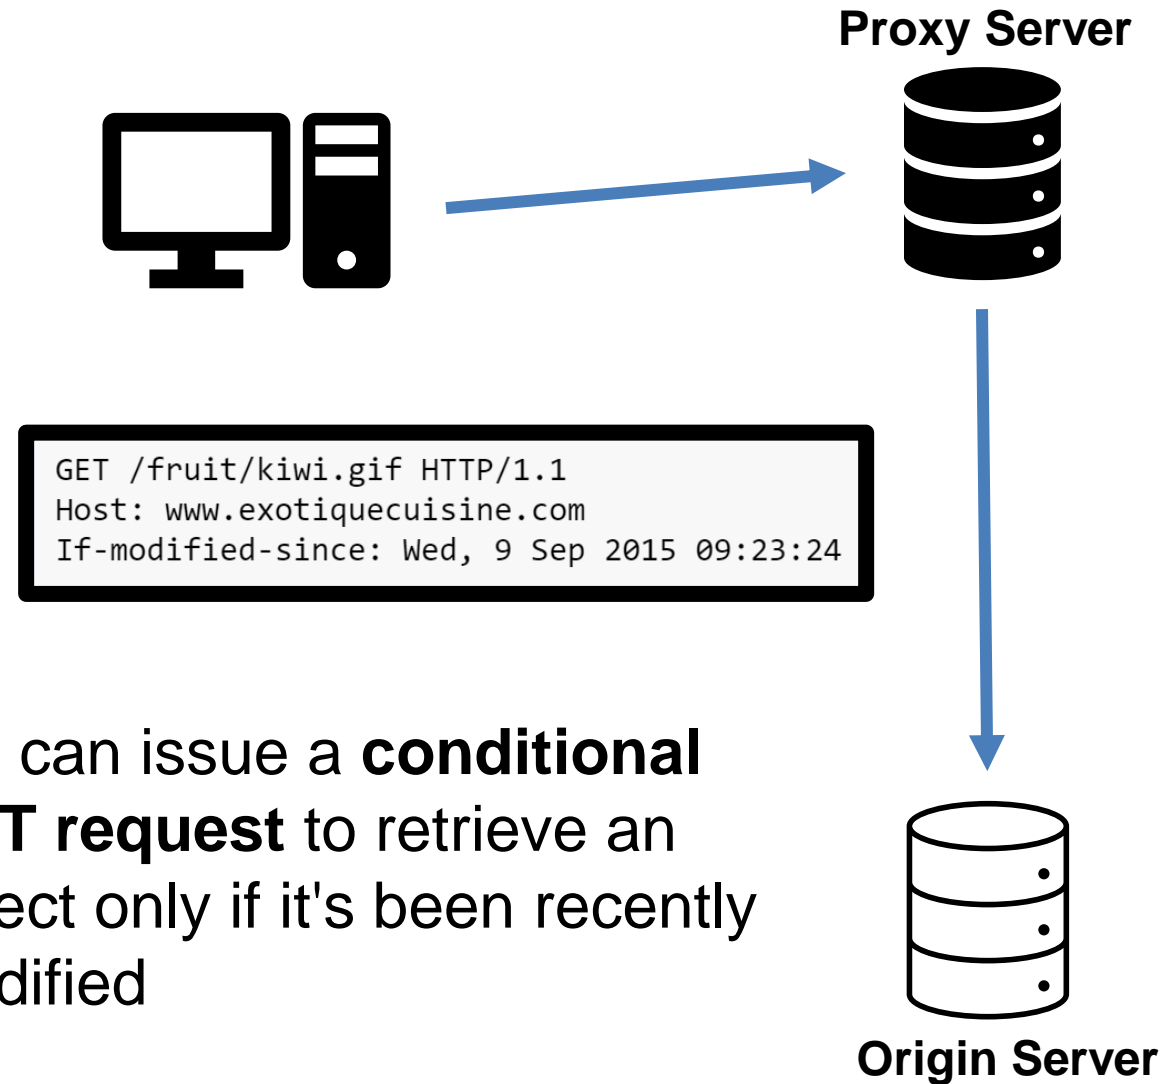 Proxy Server
GET /fruit/kiwi.gif HTTP/1.1
Host: www.exotiquecuisine.com
If-modified-since: Wed, 9 Sep 2015 09:23:24
can issue a conditional
T request to retrieve an
ect only if it's been recently
dified
Origin Server